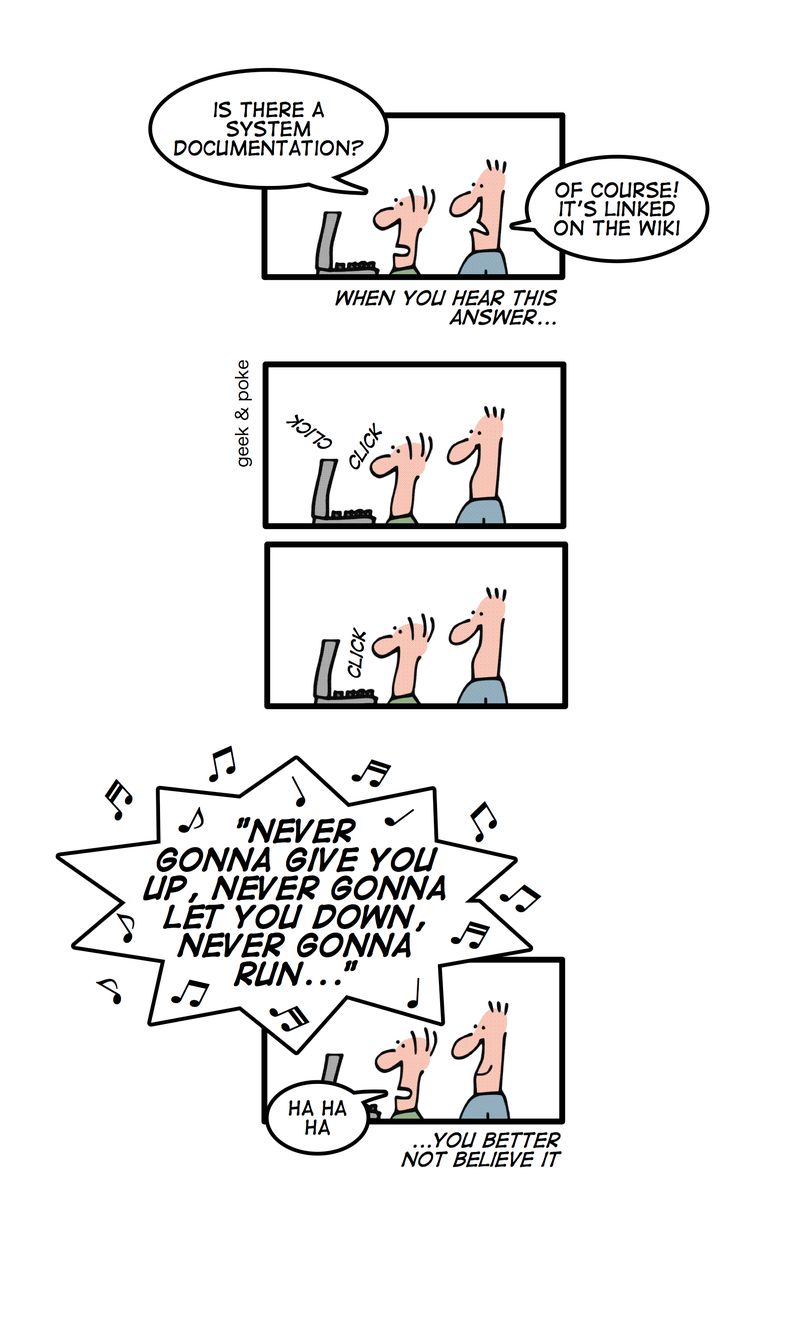 IS THERE A
SYSTEM
DOCUMENTATION?
OF COURSE!
IT'S LINKED
ON THE WIKI
WHEN YOU HEAR THIS
ANSWER...
geek & poke
CLICK
CLICK
CLICK
"NEVER
GONNA GIVE YOU
UP, NEVER GONNA
LET YOU DOWN,
NEVER GONNA
RUN..."
HA HA
HA
...YOU BETTER
NOT BELIEVE IT